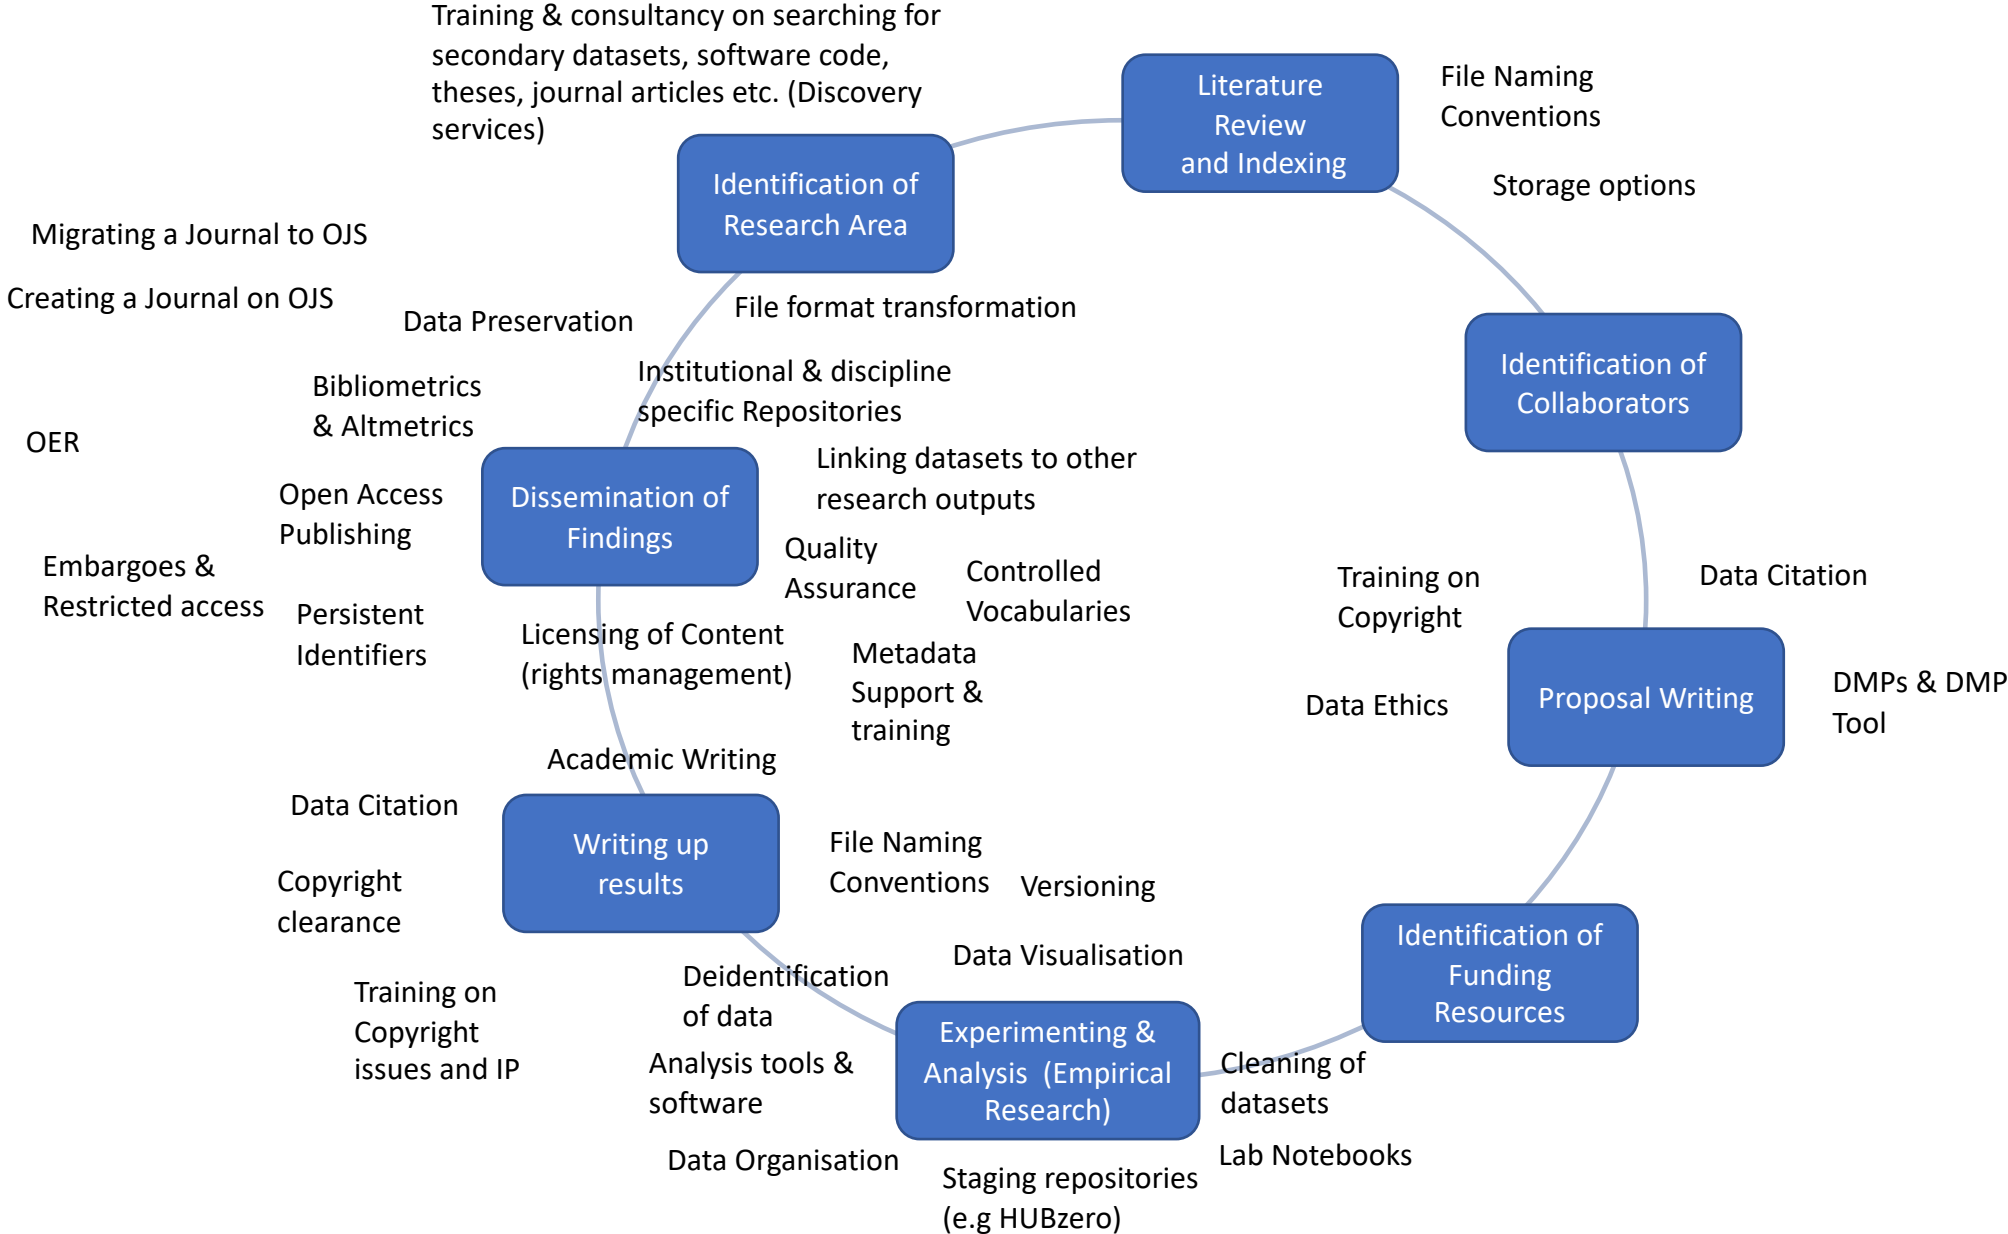 Training & consultancy on searching for
secondary datasets, software code,
theses, journal articles etc. (Discovery
services)
Literature
Review
and Indexing
File Naming
Conventions
Storage options
Identification of
Research Area
Migrating a Journal to OJS
Creating a Journal on OJS
Data Preservation
File format transformation
Identification of
Collaborators
Bibliometrics
& Altmetrics
Institutional & discipline
specific Repositories
OER
Open Access
Publishing
Dissemination of
Findings
Linking datasets to other
research outputs
Embargoes &
Restricted access
Persistent
Identifiers
Quality
Assurance
Controlled
Vocabularies
Licensing of Content
(rights management)
Metadata
Support &
training
Training on
Copyright
Data Citation
Data Ethics
Proposal Writing
DMPs & DMP
Tool
Academic Writing
Data Citation
Writing up
results
File Naming
Conventions
Versioning
Copyright
clearance
Data Visualisation
Identification of
Funding
Resources
Training on
Copyright
issues and IP
Deidentification
of data
Analysis tools &
software
Experimenting &
Analysis  (Empirical
Research)
Cleaning of
datasets
Data Organisation
Staging repositories
(e.g HUBzero)
Lab Notebooks